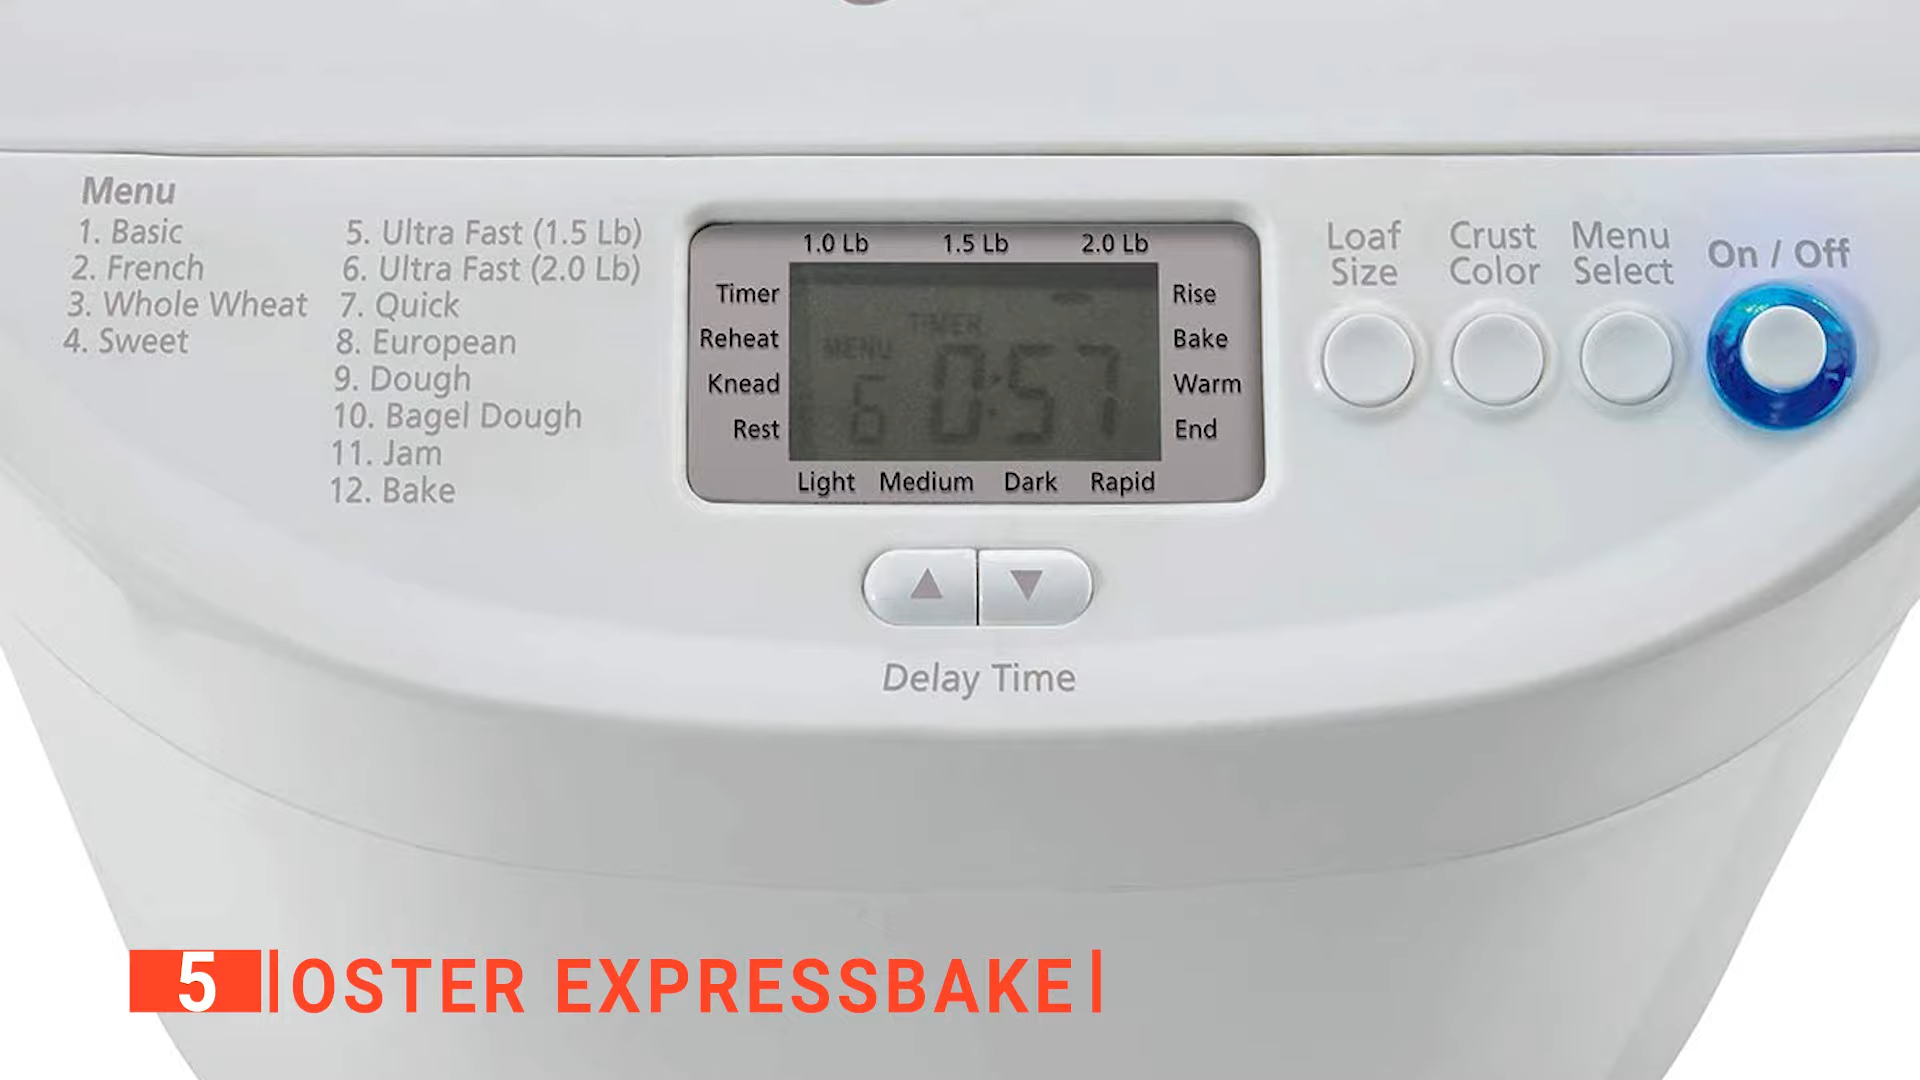 Menu
1. Basic
2. French
3. Whole Wheat
4. Sweet
5. Ultra Fast (1.5 Lb)
6. Ultra Fast (2.0 Lb)
7. Quick
8. European
9. Dough
10. Bagel Dough
11. Jam
12. Bake
1.0 Lb 1.5 Lb 2.0 Lb
Timer
Reheat
Knead
Rest
TIMER
MENU
6 0:57
Rise
Bake
Warm
End
Light Medium Dark Rapid
Loaf
Size
Crust
Color
Menu
Select
On / Off
Delay Time
5 OSTER EXPRESSBAKE